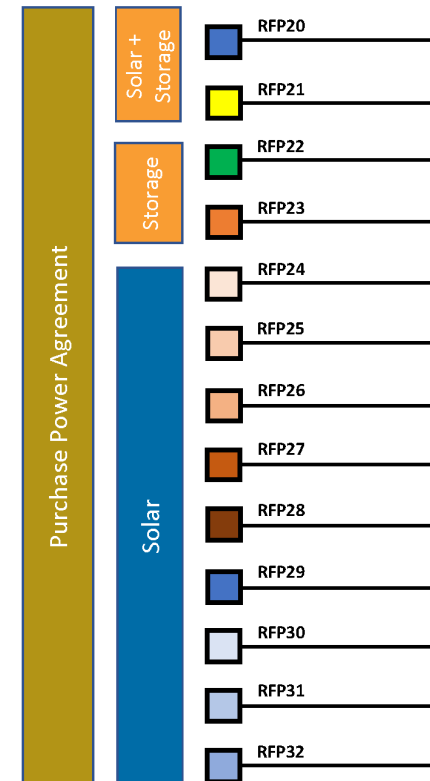 Purchase Power Agreement
Solar +
Storage
Storage
Solar
RFP20
RFP21
RFP22
RFP23
RFP24
RFP25
RFP26
RFP27
RFP28
RFP29
RFP30
RFP31
RFP32